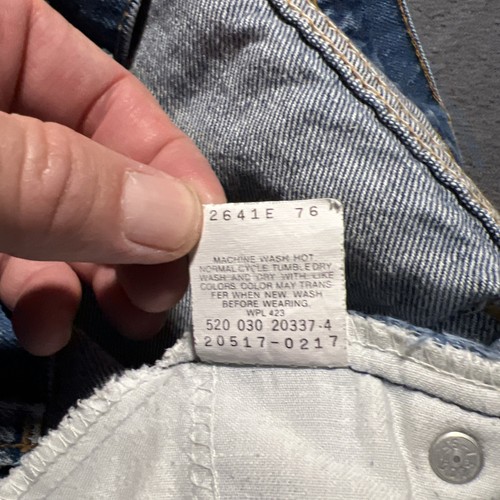 2641E 76
MACHINE WASH HOT
NORMAL CYCLE TUMBLE DRY
WASH AND DRY WITH LIKE
COLORS. COLOR MAY TRANS-
FER WHEN NEW. WASH
BEFORE WEARING.
WPL 423
520 030 20337-4
20517-0217